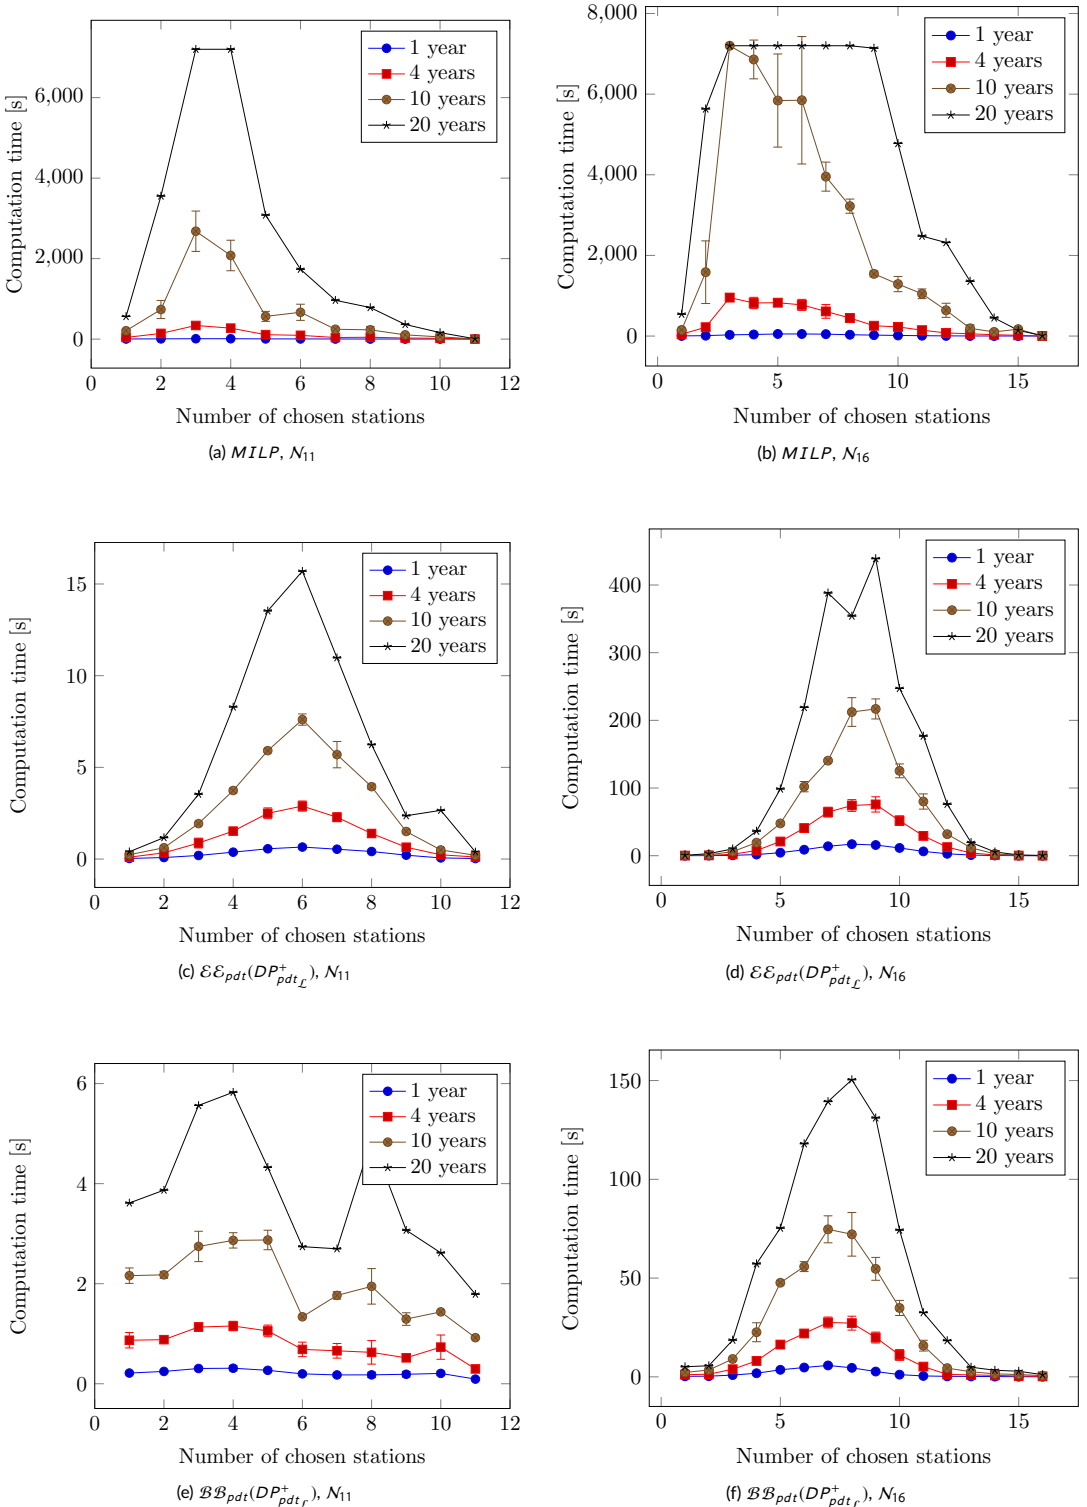 1 year
4 years
10 years
20 years
6,000
4,000
2,000
0
0 2 4 6 8 10 12
Computation time [s]
Number of chosen stations
(a) MILP, N11
1 year
4 years
10 years
20 years
8,000
6,000
4,000
2,000
0
0 5 10 15
Computation time [s]
Number of chosen stations
(b) MILP, N16
1 year
4 years
10 years
20 years
15
10
5
0
0 2 4 6 8 10 12
Computation time [s]
Number of chosen stations
(c) ℰℰpdt(DP+pdtℒ), N11
1 year
4 years
10 years
20 years
400
300
200
100
0
0 5 10 15
Computation time [s]
Number of chosen stations
(d) ℰℰpdt(DP+pdtℒ), N16
1 year
4 years
10 years
20 years
6
4
2
0
0 2 4 6 8 10 12
Computation time [s]
Number of chosen stations
(e) ℬℬpdt(DP+pdtℒ), N11
1 year
4 years
10 years
20 years
150
100
50
0
0 5 10 15
Computation time [s]
Number of chosen stations
(f) ℬℬpdt(DP+pdtℒ), N16